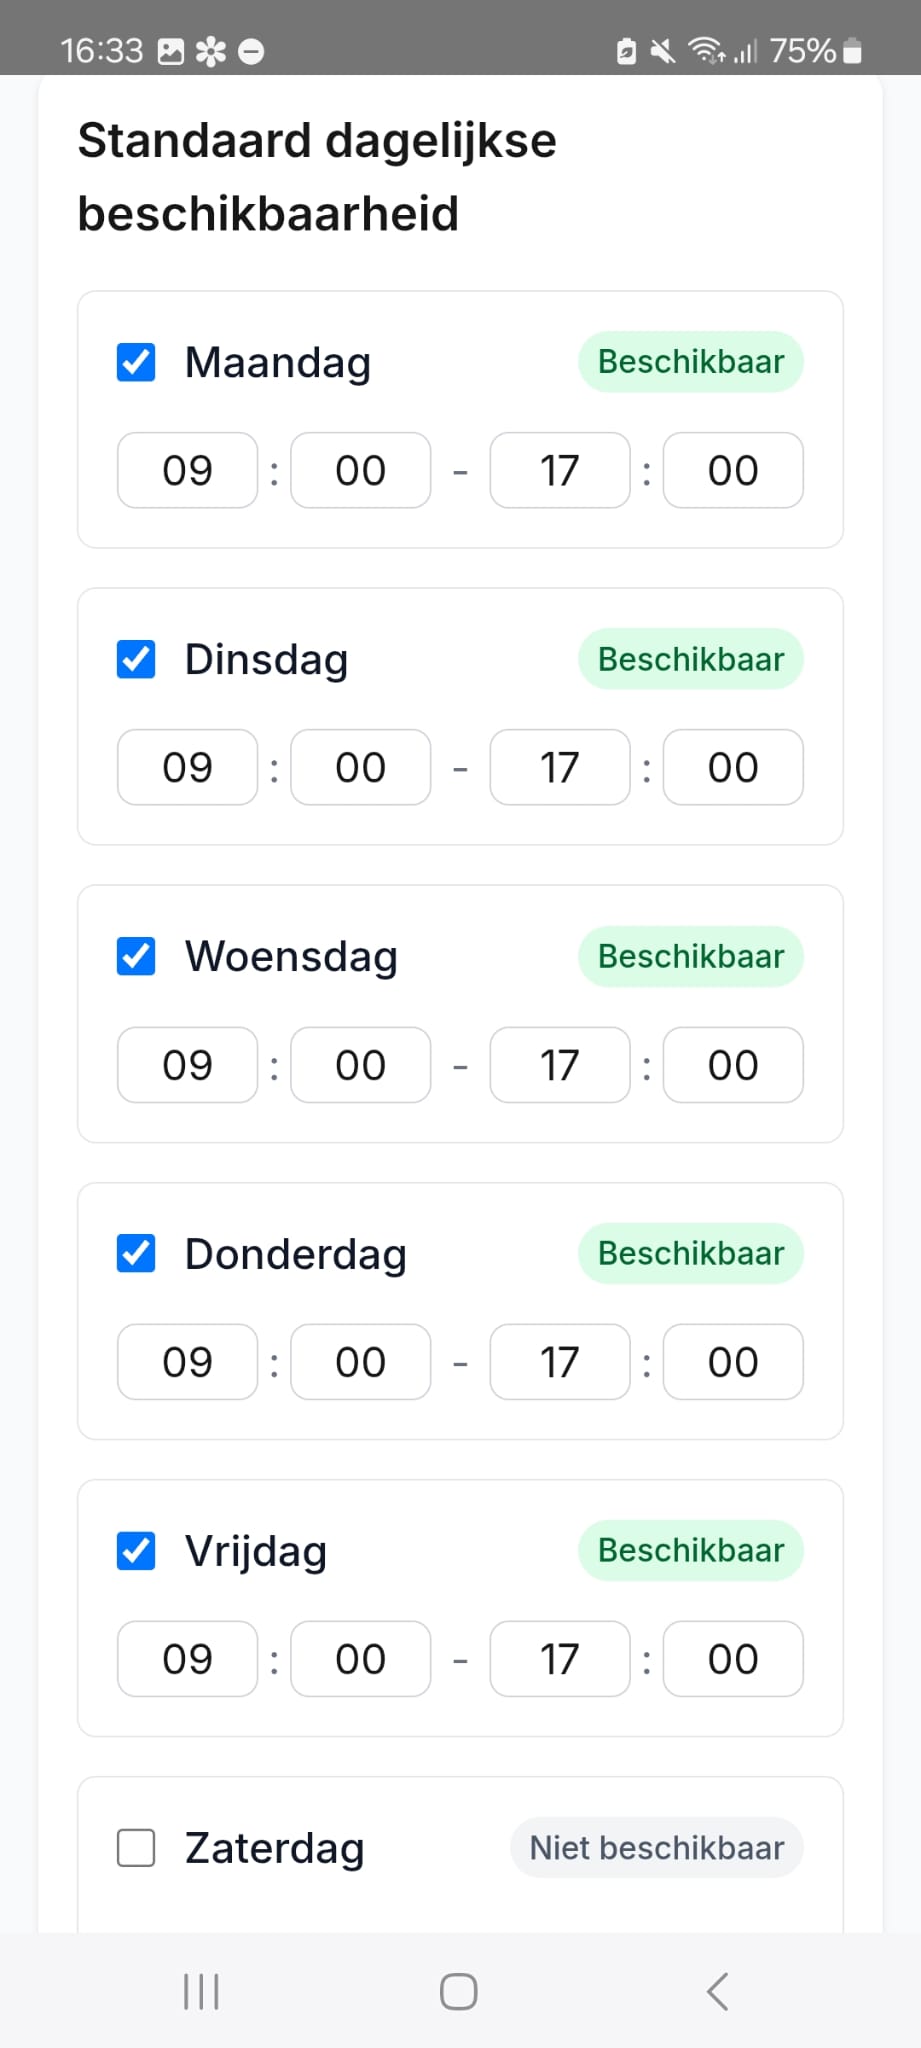 16:33 75%
Standaard dagelijkse
beschikbaarheid
Maandag Beschikbaar
09 : 00 - 17 : 00
Dinsdag Beschikbaar
09 : 00 - 17 : 00
Woensdag Beschikbaar
09 : 00 - 17 : 00
Donderdag Beschikbaar
09 : 00 - 17 : 00
Vrijdag Beschikbaar
09 : 00 - 17 : 00
Zaterdag Niet beschikbaar